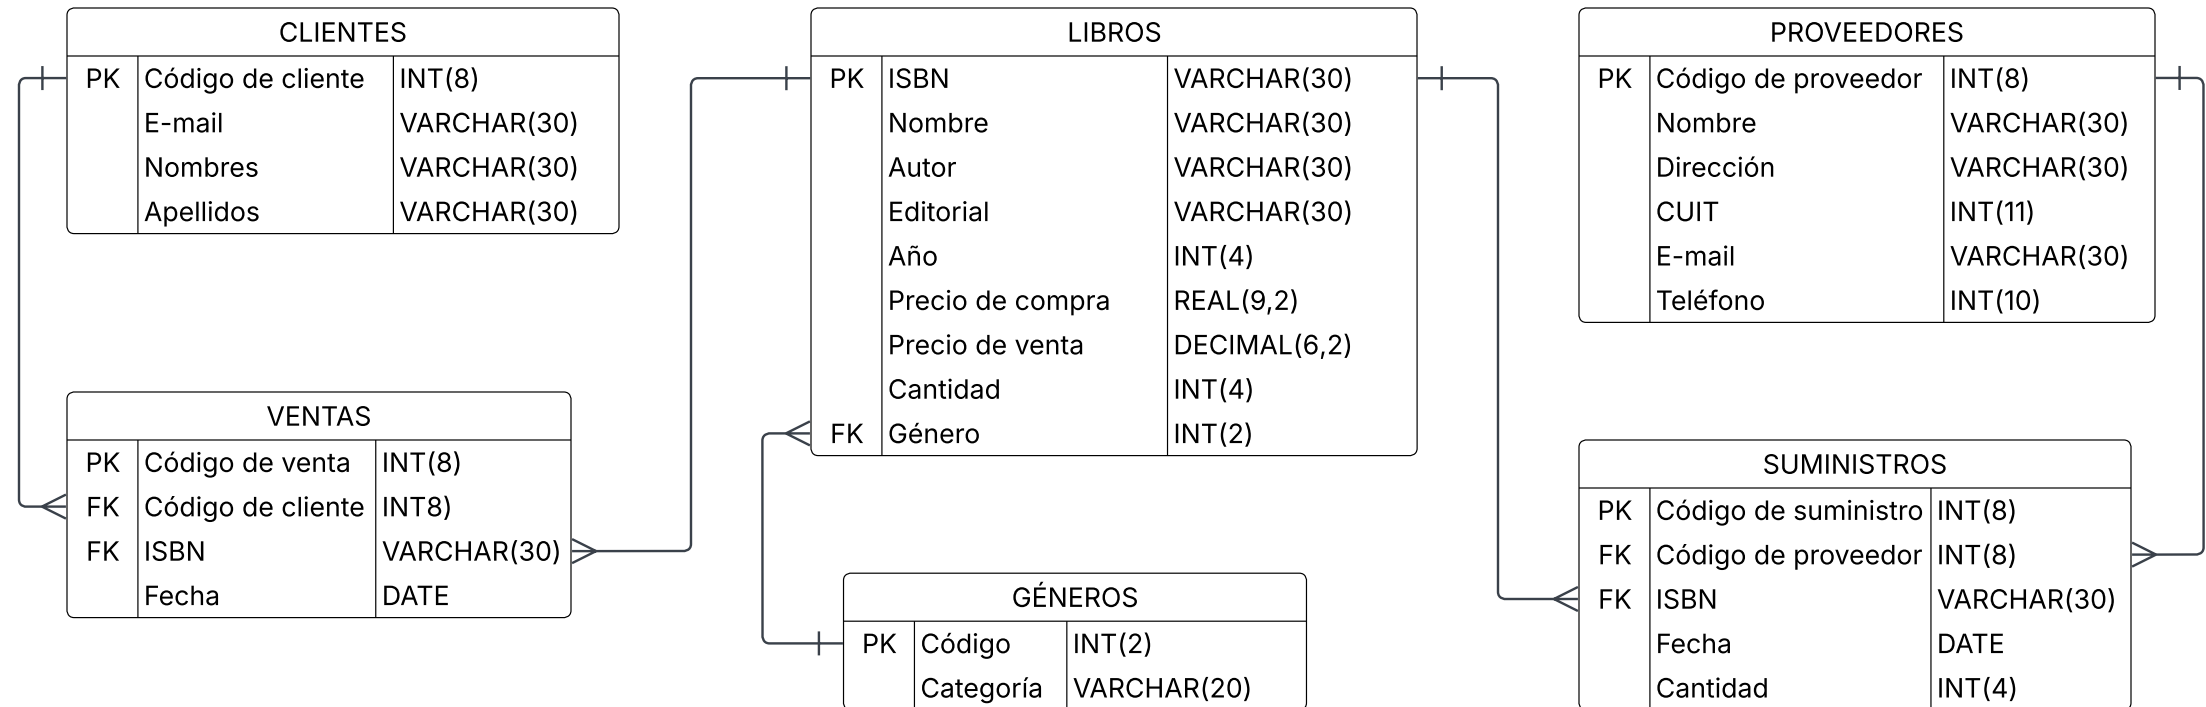 CLIENTES
PK Código de cliente INT(8)
E-mail VARCHAR(30)
Nombres VARCHAR(30)
Apellidos VARCHAR(30)
VENTAS
PK Código de venta INT(8)
FK Código de cliente INT8)
FK ISBN VARCHAR(30)
Fecha DATE
LIBROS
PK ISBN VARCHAR(30)
Nombre VARCHAR(30)
Autor VARCHAR(30)
Editorial VARCHAR(30)
Año INT(4)
Precio de compra REAL(9,2)
Precio de venta DECIMAL(6,2)
Cantidad INT(4)
FK Género INT(2)
GÉNEROS
PK Código INT(2)
Categoría VARCHAR(20)
PROVEEDORES
PK Código de proveedor INT(8)
Nombre VARCHAR(30)
Dirección VARCHAR(30)
CUIT INT(11)
E-mail VARCHAR(30)
Teléfono INT(10)
SUMINISTROS
PK Código de suministro INT(8)
FK Código de proveedor INT(8)
FK ISBN VARCHAR(30)
Fecha DATE
Cantidad INT(4)